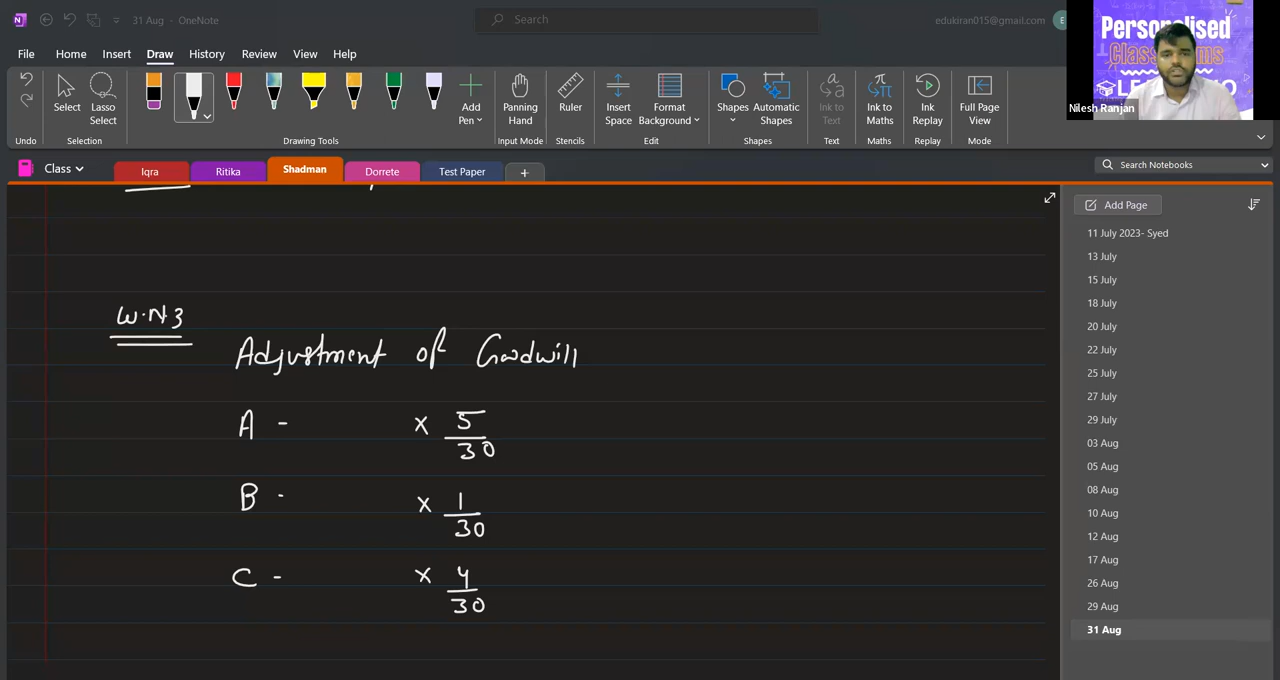 31 Aug - OneNote
Search
edukiran015@gmail.com
E
Personalised
Nilesh Ranjan
File Home Insert Draw History Review View Help
Undo
Select
Lasso Select
Selection
Drawing Tools
Add Pen
Panning Hand
Input Mode
Ruler
Stencils
Insert Space
Format Background
Edit
Shapes
Automatic Shapes
Shapes
Ink to Text
Text
Ink to Maths
Maths
Ink Replay
Replay
Full Page View
Mode
Class Iqra Ritika Shadman Dorrete Test Paper +
Search Notebooks
Add Page
11 July 2023- Syed
13 July
15 July
18 July
20 July
22 July
25 July
27 July
29 July
03 Aug
05 Aug
08 Aug
10 Aug
12 Aug
17 Aug
26 Aug
29 Aug
31 Aug
W.N3
Adjustment of Goodwill
A - × 5/30
B - × 1/30
C - × 4/30